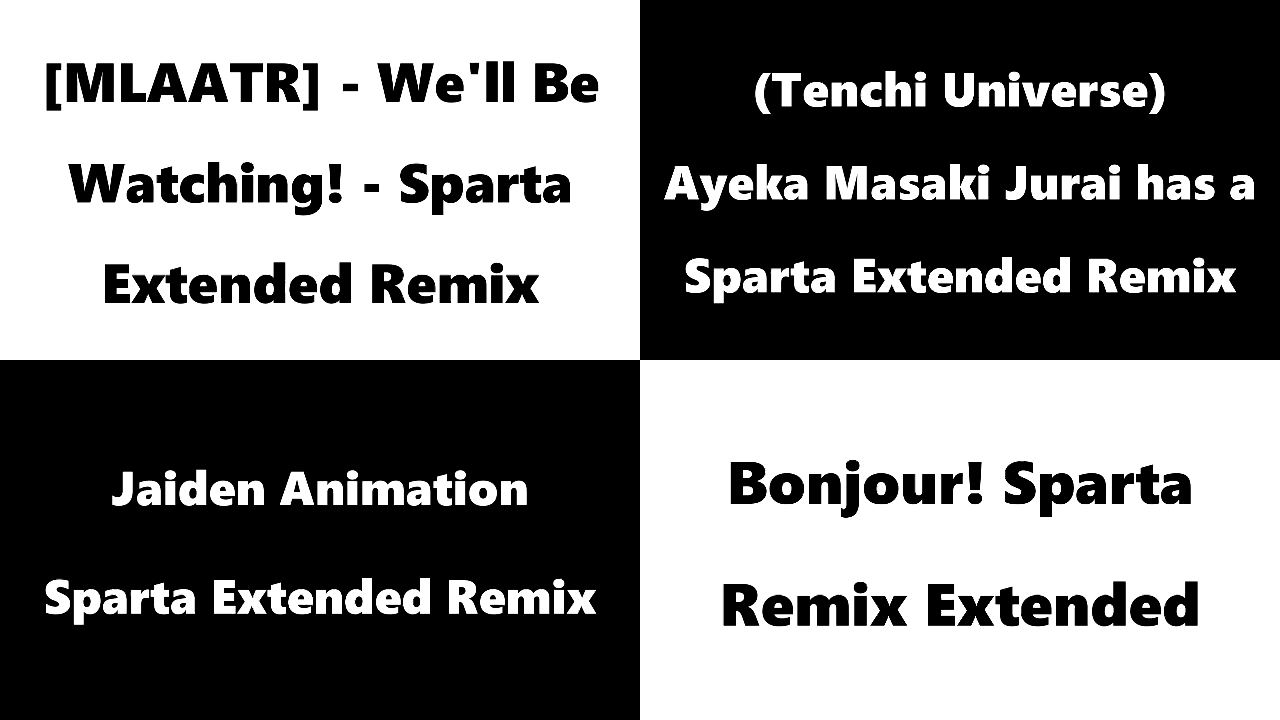 [MLAATR] - We'll Be
Watching! - Sparta
Extended Remix
(Tenchi Universe)
Ayeka Masaki Jurai has a
Sparta Extended Remix
Jaiden Animation
Sparta Extended Remix
Bonjour! Sparta
Remix Extended